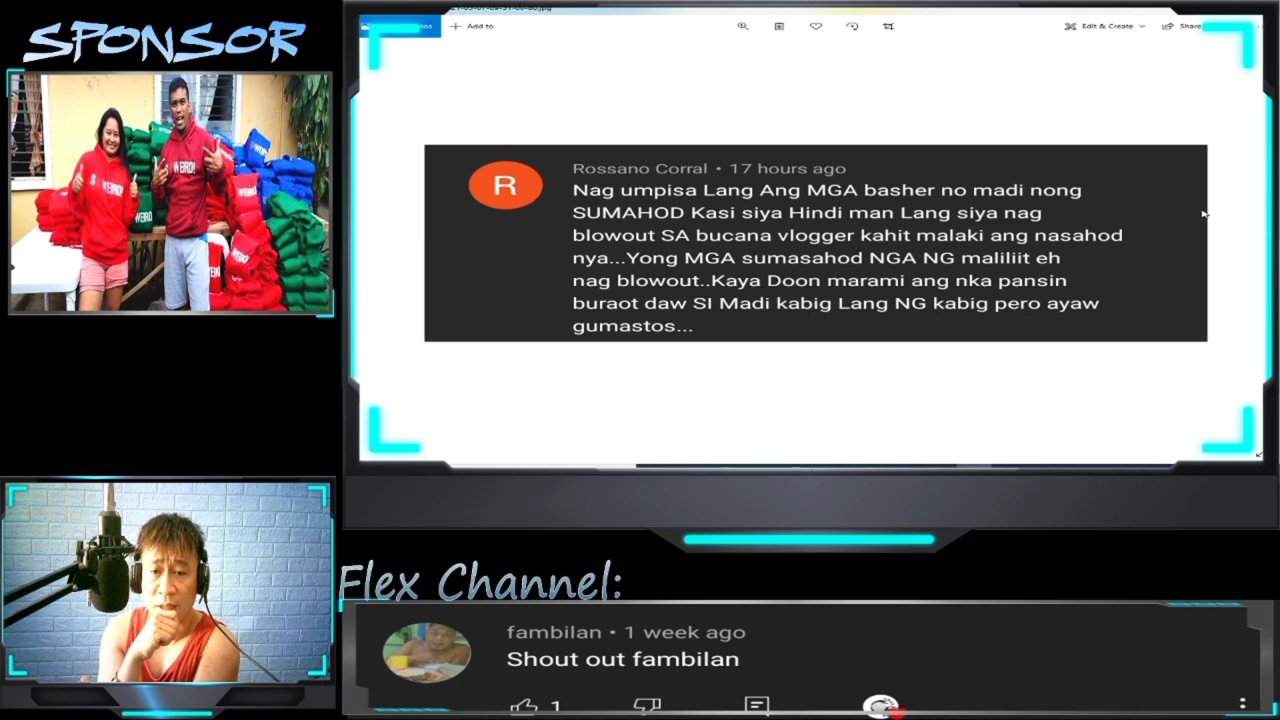 SPONSOR
Add to
Edit & Create
Share
WEIRD!
WEIRD!
WEIRD!
Rossano Corral • 17 hours ago
Nag umpisa Lang Ang MGA basher no madi nong
SUMAHOD Kasi siya Hindi man Lang siya nag
blowout SA bucana vlogger kahit malaki ang nasahod
nya...Yong MGA sumasahod NGA NG maliliit eh
nag blowout..Kaya Doon marami ang nka pansin
buraot daw SI Madi kabig Lang NG kabig pero ayaw
gumastos...
R
Flex Channel:
fambilan • 1 week ago
Shout out fambilan
1